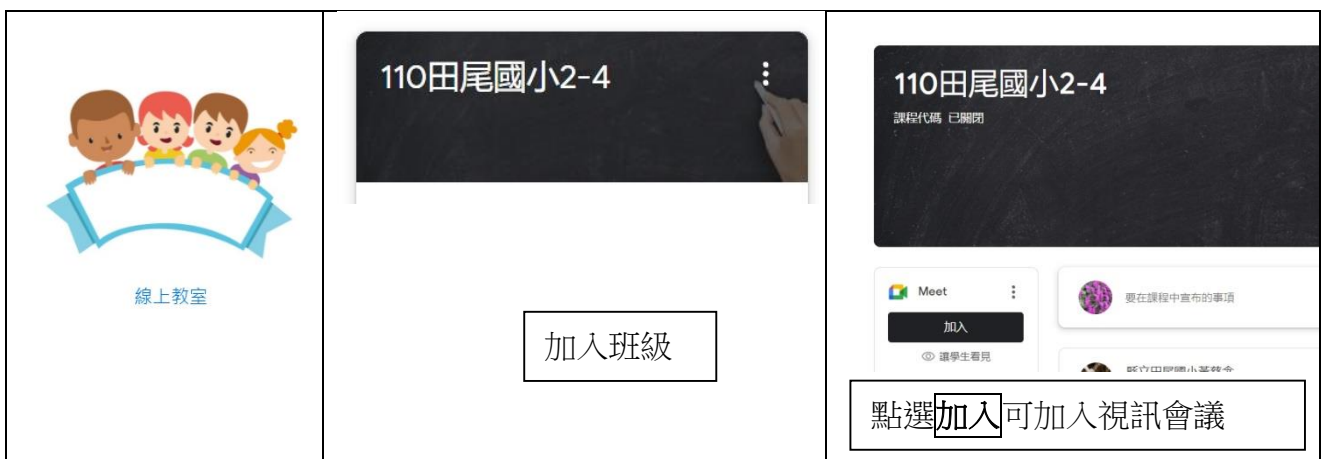 線上教室
110田尾國小2-4
加入班級
110田尾國小2-4
課程代碼 已關閉
Meet
要在課程中宣布的事項
加入
讓學生看見
點選加入可加入視訊會議